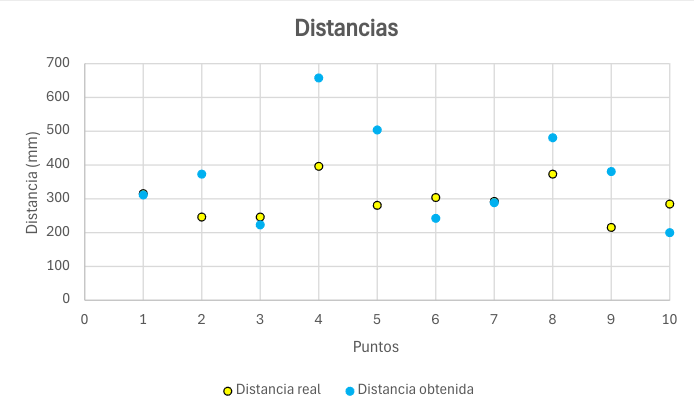 Distancias
700
600
500
400
300
200
100
0
Distancia (mm)
0 1 2 3 4 5 6 7 8 9 10
Puntos
Distancia real Distancia obtenida